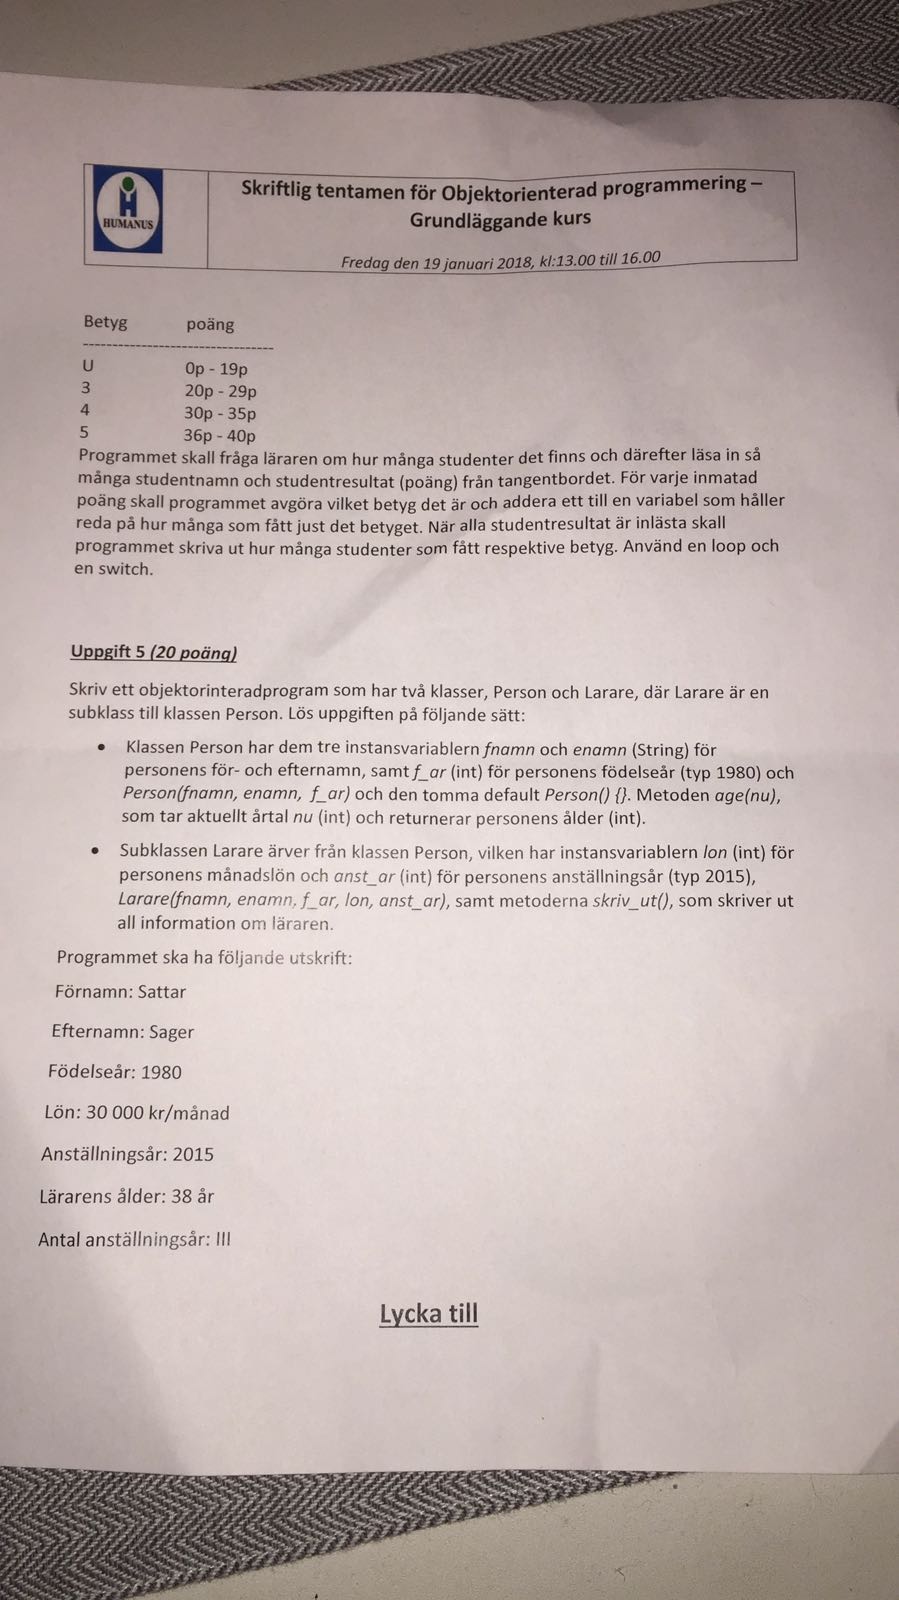 HUMANUS
Skriftlig tentamen för Objektorienterad programmering –
Grundläggande kurs
Fredag den 19 januari 2018, kl:13.00 till 16.00
Betyg poäng
--------------------------------
U 0p - 19p
3 20p - 29p
4 30p - 35p
5 36p - 40p
Programmet skall fråga läraren om hur många studenter det finns och därefter läsa in så
många studentnamn och studentresultat (poäng) från tangentbordet. För varje inmatad
poäng skall programmet avgöra vilket betyg det är och addera ett till en variabel som håller
reda på hur många som fått just det betyget. När alla studentresultat är inlästa skall
programmet skriva ut hur många studenter som fått respektive betyg. Använd en loop och
en switch.
Uppgift 5 (20 poäng)
Skriv ett objektorinteradprogram som har två klasser, Person och Larare, där Larare är en
subklass till klassen Person. Lös uppgiften på följande sätt:
• Klassen Person har dem tre instansvariablern fnamn och enamn (String) för
personens för- och efternamn, samt f_ar (int) för personens födelseår (typ 1980) och
Person(fnamn, enamn, f_ar) och den tomma default Person() {}. Metoden age(nu),
som tar aktuellt årtal nu (int) och returnerar personens ålder (int).
• Subklassen Larare ärver från klassen Person, vilken har instansvariablern lon (int) för
personens månadslön och anst_ar (int) för personens anställningsår (typ 2015),
Larare(fnamn, enamn, f_ar, lon, anst_ar), samt metoderna skriv_ut(), som skriver ut
all information om läraren.
Programmet ska ha följande utskrift:
Förnamn: Sattar
Efternamn: Sager
Födelseår: 1980
Lön: 30 000 kr/månad
Anställningsår: 2015
Lärarens ålder: 38 år
Antal anställningsår: III
Lycka till